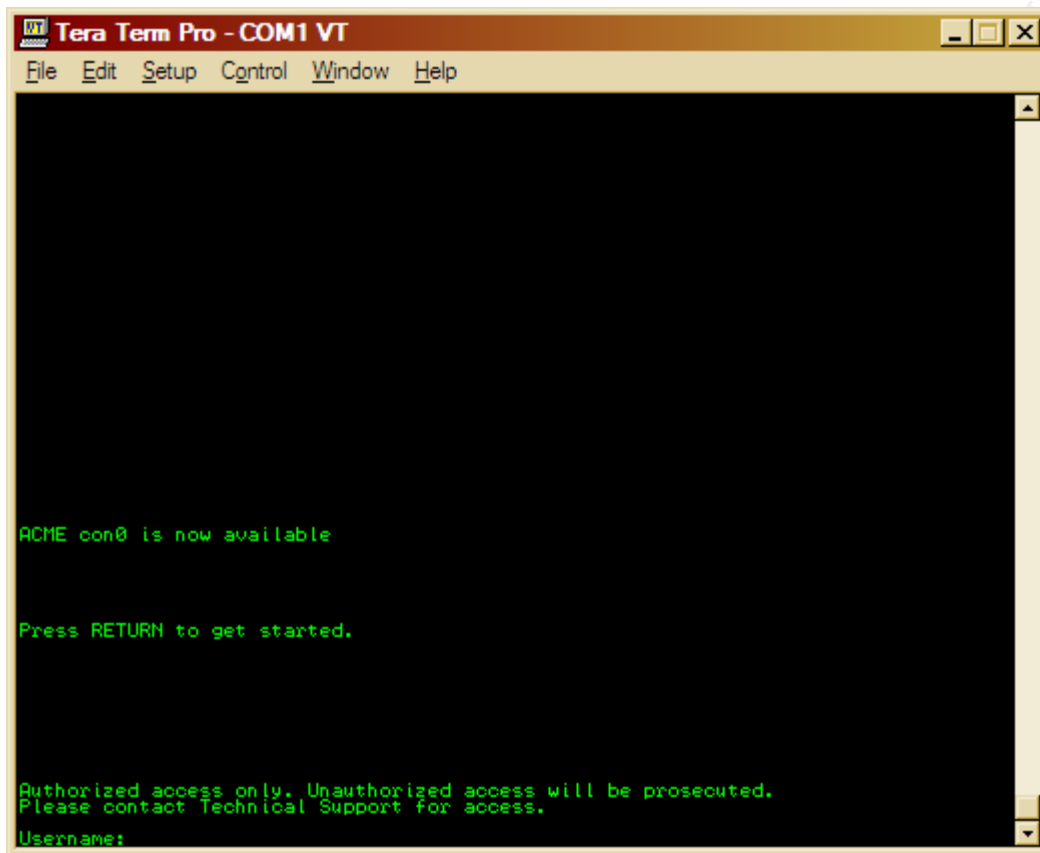 Tera Term Pro - COM1 VT
File Edit Setup Control Window Help
ACME con0 is now available
Press RETURN to get started.
Authorized access only. Unauthorized access will be prosecuted.
Please contact Technical Support for access.
Username: